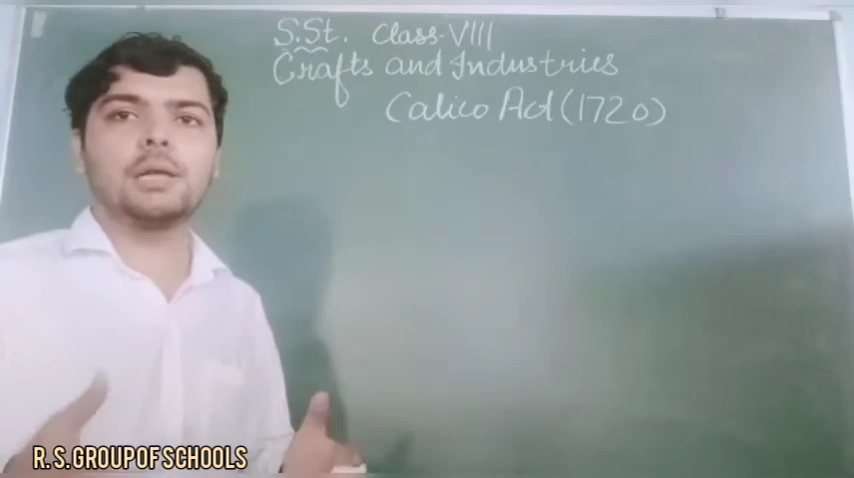 S.St. Class-VIII
Crafts and Industries
Calico Act (1720)
R.S.GROUP OF SCHOOLS